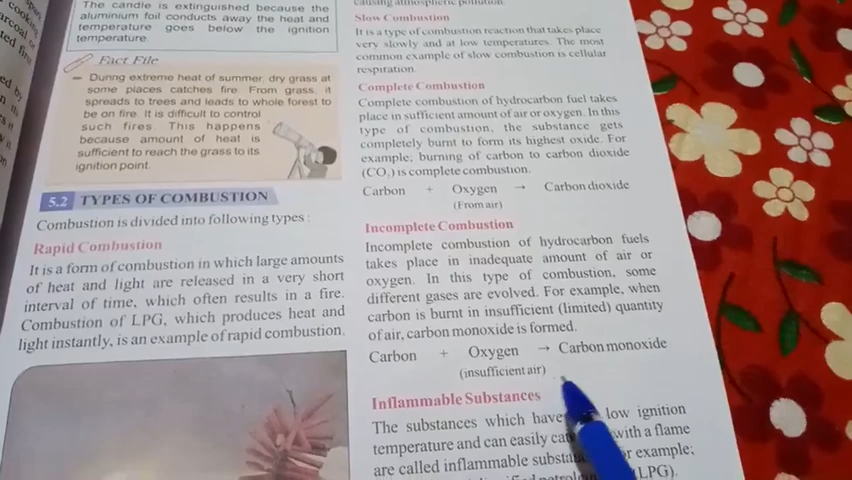 cooking
arcoal or
ted fire
ed by
The candle is extinguished because the
aluminium foil conducts away the heat and
temperature goes below the ignition
temperature.
Fact File
During extreme heat of summer, dry grass at
some places catches fire. From grass, it
spreads to trees and leads to whole forest to
be on fire. It is difficult to control
such fires. This happens
because amount of heat is
sufficient to reach the grass to its
ignition point.
5.2 TYPES OF COMBUSTION
Combustion is divided into following types :
Rapid Combustion
It is a form of combustion in which large amounts
of heat and light are released in a very short
interval of time, which often results in a fire.
Combustion of LPG, which produces heat and
light instantly, is an example of rapid combustion.
causing atmospheric pollution.
Slow Combustion
It is a type of combustion reaction that takes place
very slowly and at low temperatures. The most
common example of slow combustion is cellular
respiration.
Complete Combustion
Complete combustion of hydrocarbon fuel takes
place in sufficient amount of air or oxygen. In this
type of combustion, the substance gets
completely burnt to form its highest oxide. For
example; burning of carbon to carbon dioxide
(CO₂) is complete combustion.
Carbon + Oxygen → Carbon dioxide
(From air)
Incomplete Combustion
Incomplete combustion of hydrocarbon fuels
takes place in inadequate amount of air or
oxygen. In this type of combustion, some
different gases are evolved. For example, when
carbon is burnt in insufficient (limited) quantity
of air, carbon monoxide is formed.
Carbon + Oxygen → Carbon monoxide
(insufficient air)
Inflammable Substances
The substances which have low ignition
temperature and can easily with a flame
are called inflammable example;
LPG).